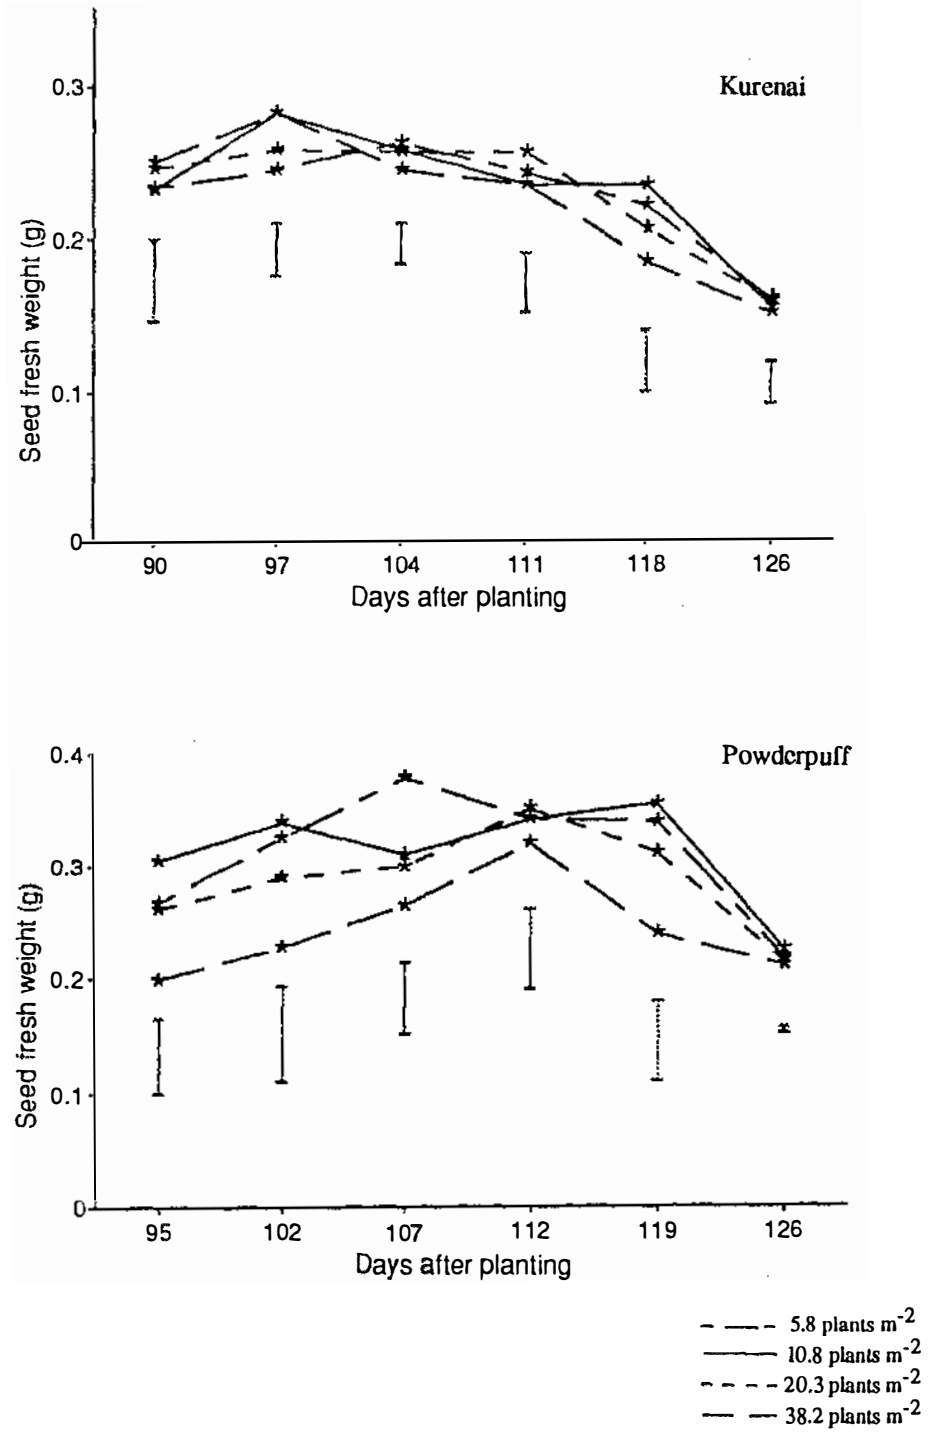 Kurenai
0.3
0.2
0.1
0
Seed fresh weight (g)
90 97 104 111 118 126
Days after planting
Powderpuff
0.4
0.3
0.2
0.1
0
Seed fresh weight (g)
95 102 107 112 119 126
Days after planting
5.8 plants m-2
10.8 plants m-2
20.3 plants m-2
38.2 plants m-2